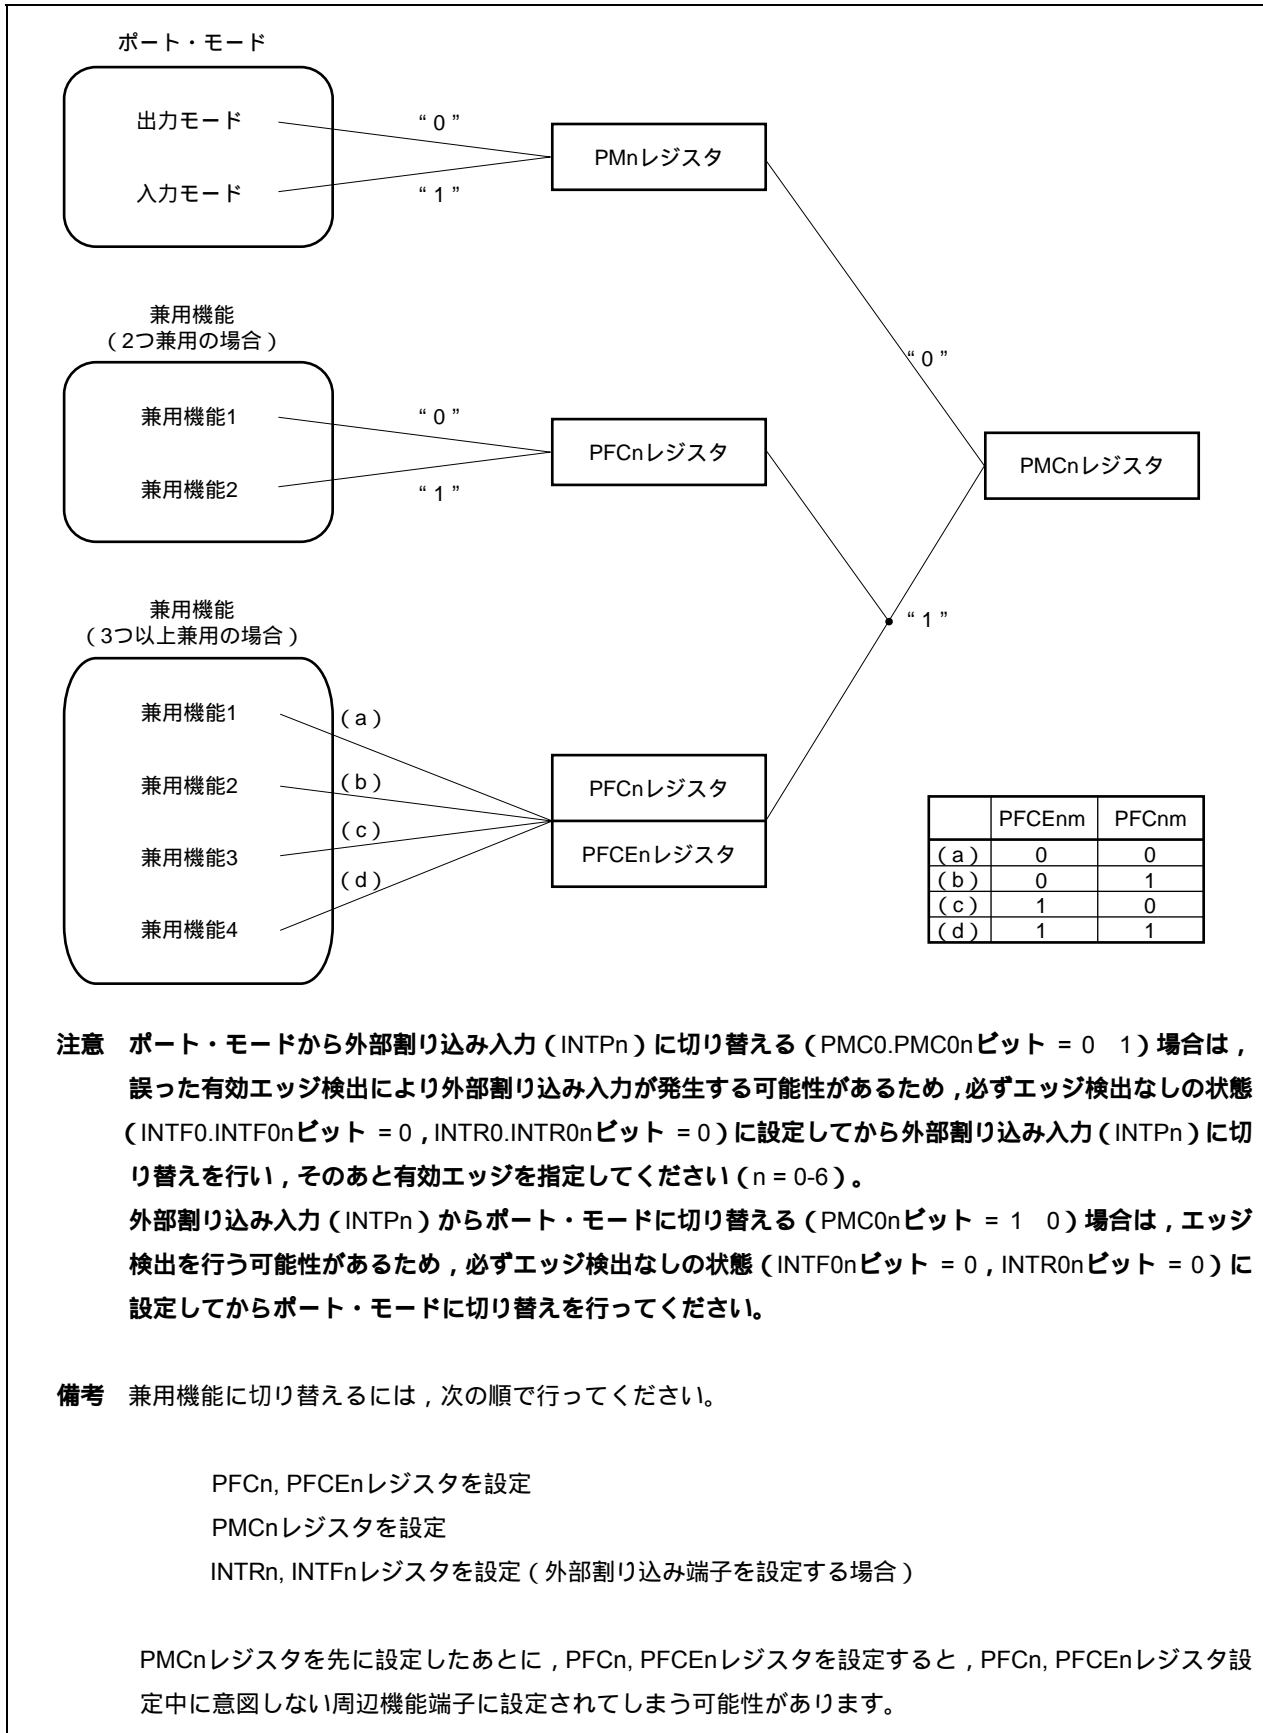 ポート・モード
出力モード
“ 0 ”
PMnレジスタ
入力モード
“ 1 ”
兼用機能
（2つ兼用の場合）
“ 0 ”
兼用機能1
“ 0 ”
PFCnレジスタ
PMCnレジスタ
兼用機能2
“ 1 ”
兼用機能
（3つ以上兼用の場合）
“ 1 ”
兼用機能1
（a）
兼用機能2
（b）
PFCnレジスタ
（c）
兼用機能3
PFCEnレジスタ
（d）
兼用機能4
PFCEnm PFCnm
（a） 0 0
（b） 0 1
（c） 1 0
（d） 1 1
注意 ポート・モードから外部割り込み入力（INTPn）に切り替える（PMC0.PMC0nビット = 0 1）場合は，
誤った有効エッジ検出により外部割り込み入力が発生する可能性があるため，必ずエッジ検出なしの状態
（INTF0.INTF0nビット = 0，INTR0.INTR0nビット = 0）に設定してから外部割り込み入力（INTPn）に切
り替えを行い，そのあと有効エッジを指定してください（n = 0-6）。
外部割り込み入力（INTPn）からポート・モードに切り替える（PMC0nビット = 1 0）場合は，エッジ
検出を行う可能性があるため，必ずエッジ検出なしの状態（INTF0nビット = 0，INTR0nビット = 0）に
設定してからポート・モードに切り替えを行ってください。
備考 兼用機能に切り替えるには，次の順で行ってください。
PFCn, PFCEnレジスタを設定
PMCnレジスタを設定
INTRn, INTFnレジスタを設定（外部割り込み端子を設定する場合）
PMCnレジスタを先に設定したあとに，PFCn, PFCEnレジスタを設定すると，PFCn, PFCEnレジスタ設
定中に意図しない周辺機能端子に設定されてしまう可能性があります。